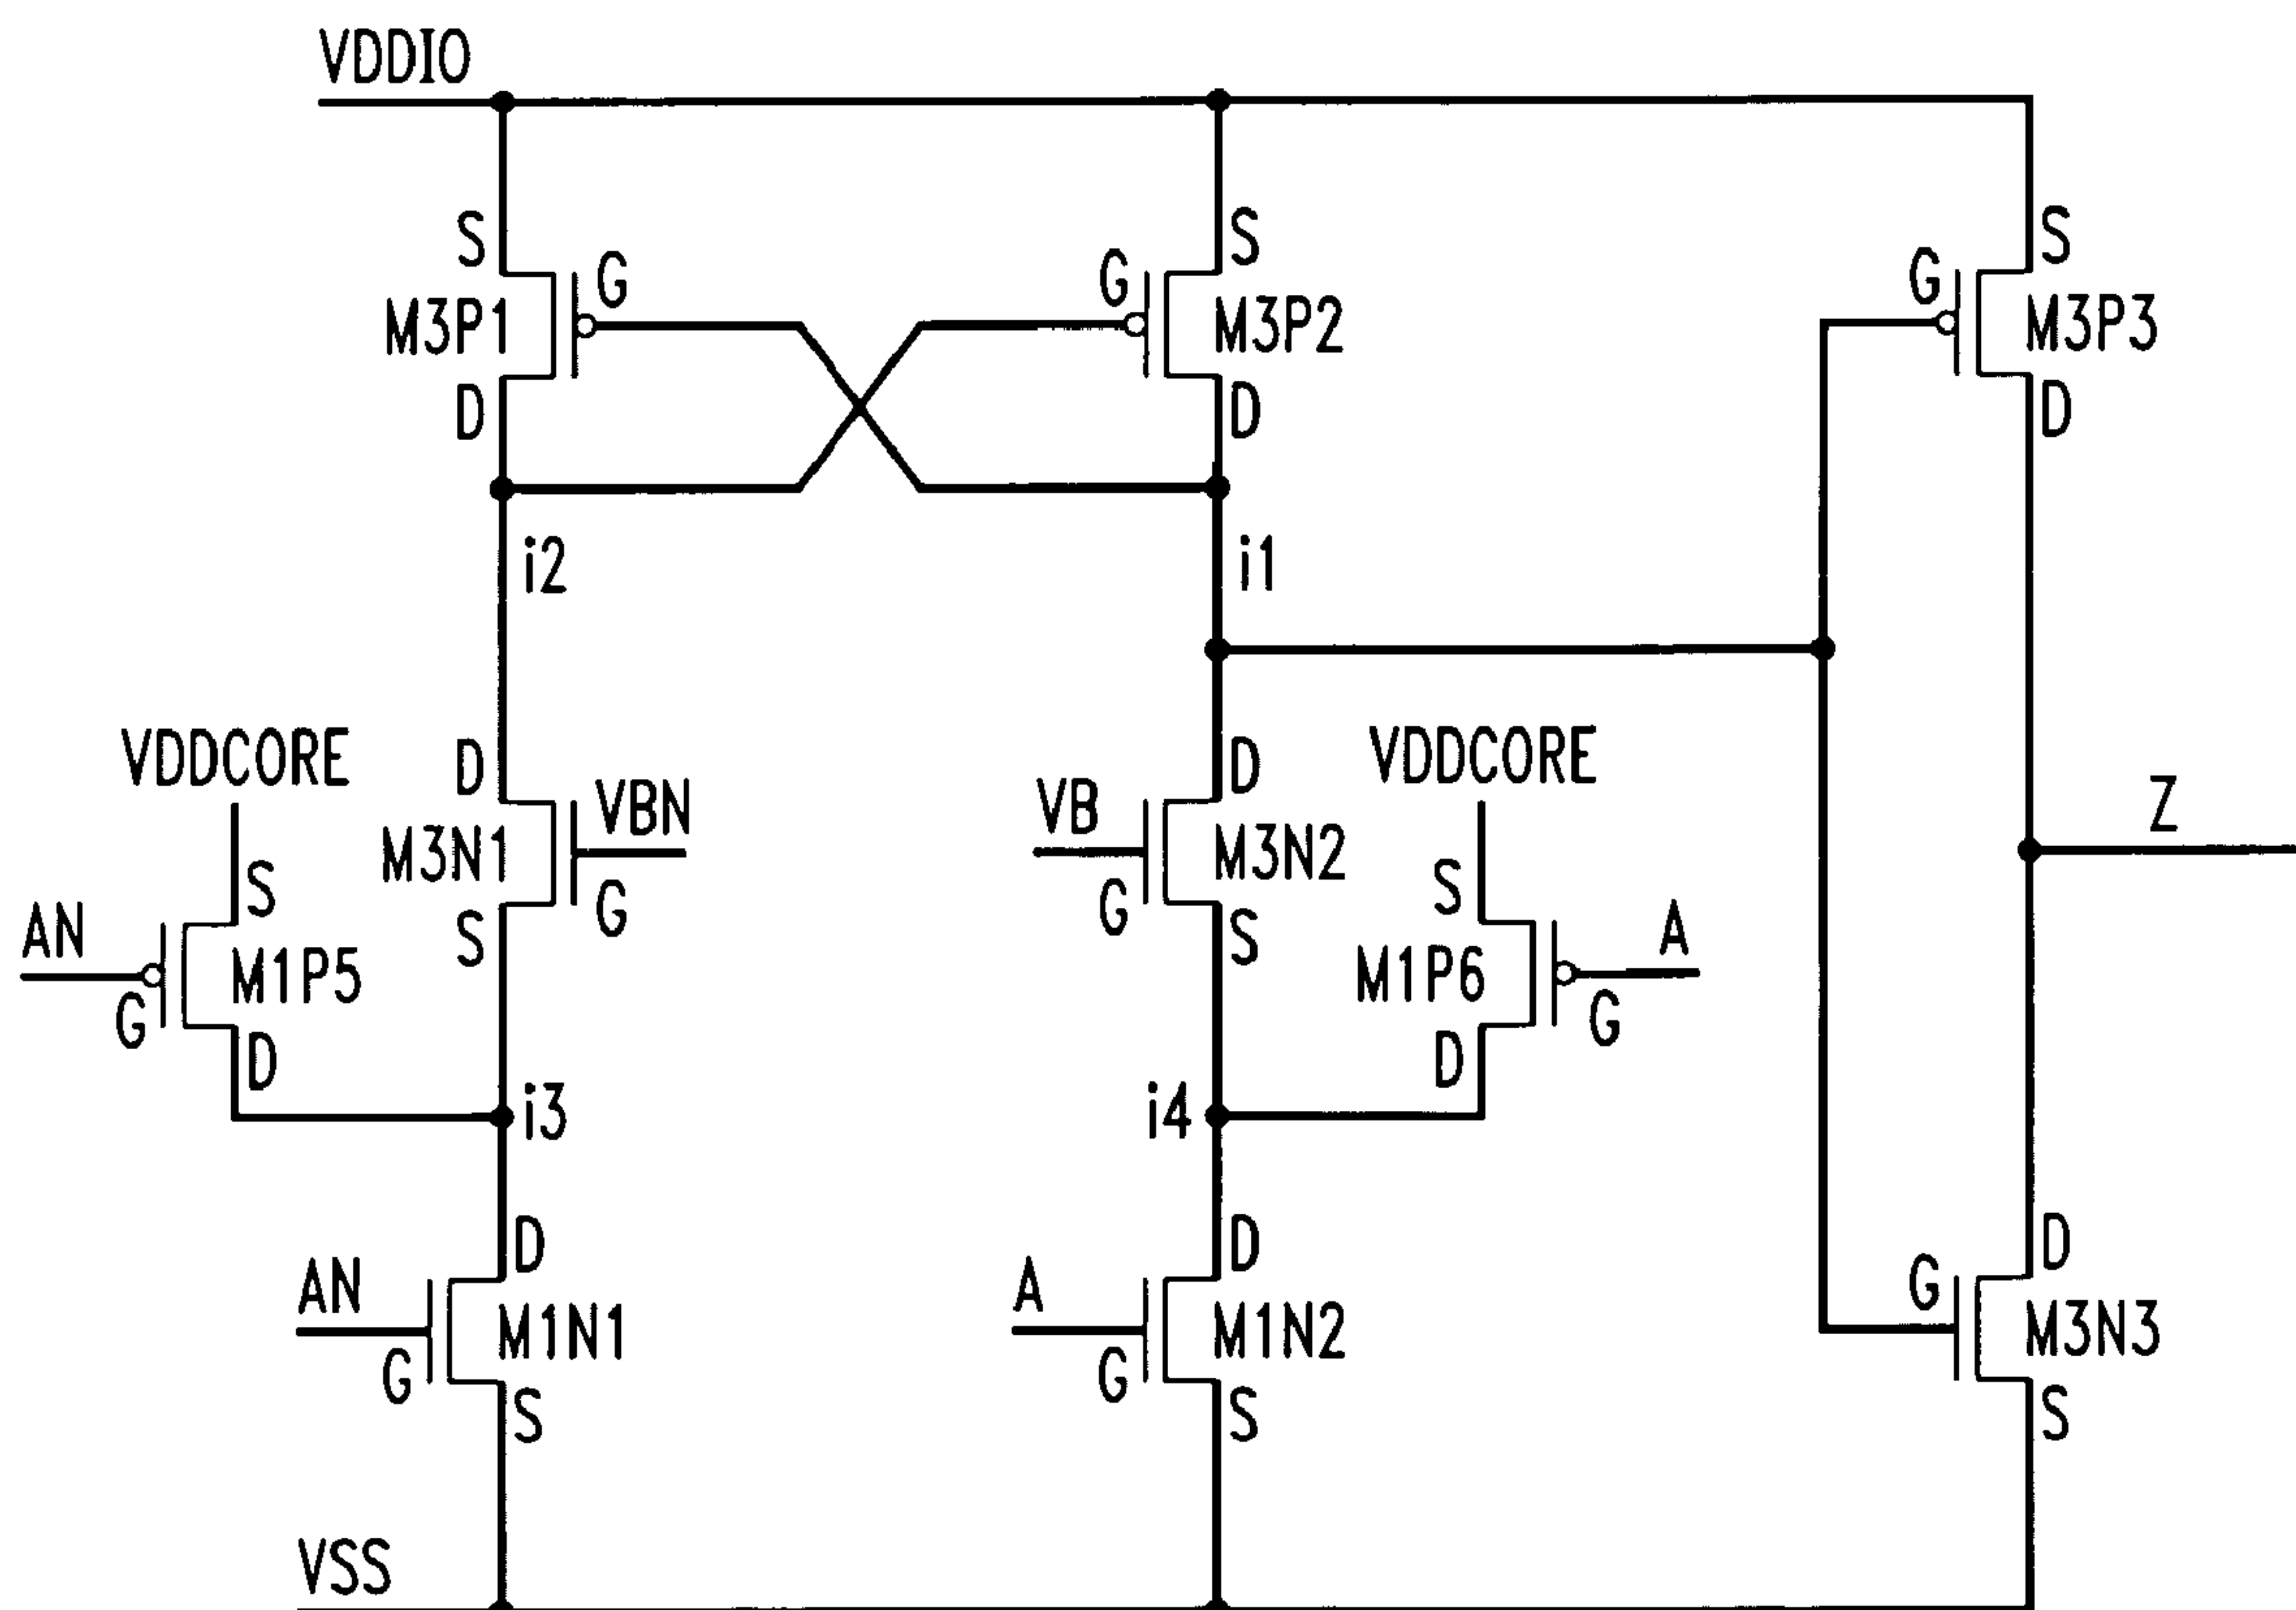 VDDIO
S
G
G
S
G
S
M3P1
M3P2
M3P3
D
D
D
i2
i1
VDDCORE
D
VBN
VB
D
VDDCORE
Z
M3N1
M3N2
S
G
G
S
AN
S
S
A
M1P5
M1P6
G
D
G
D
i3
i4
D
D
G
D
AN
A
M1N1
M1N2
M3N3
G
S
G
S
S
VSS